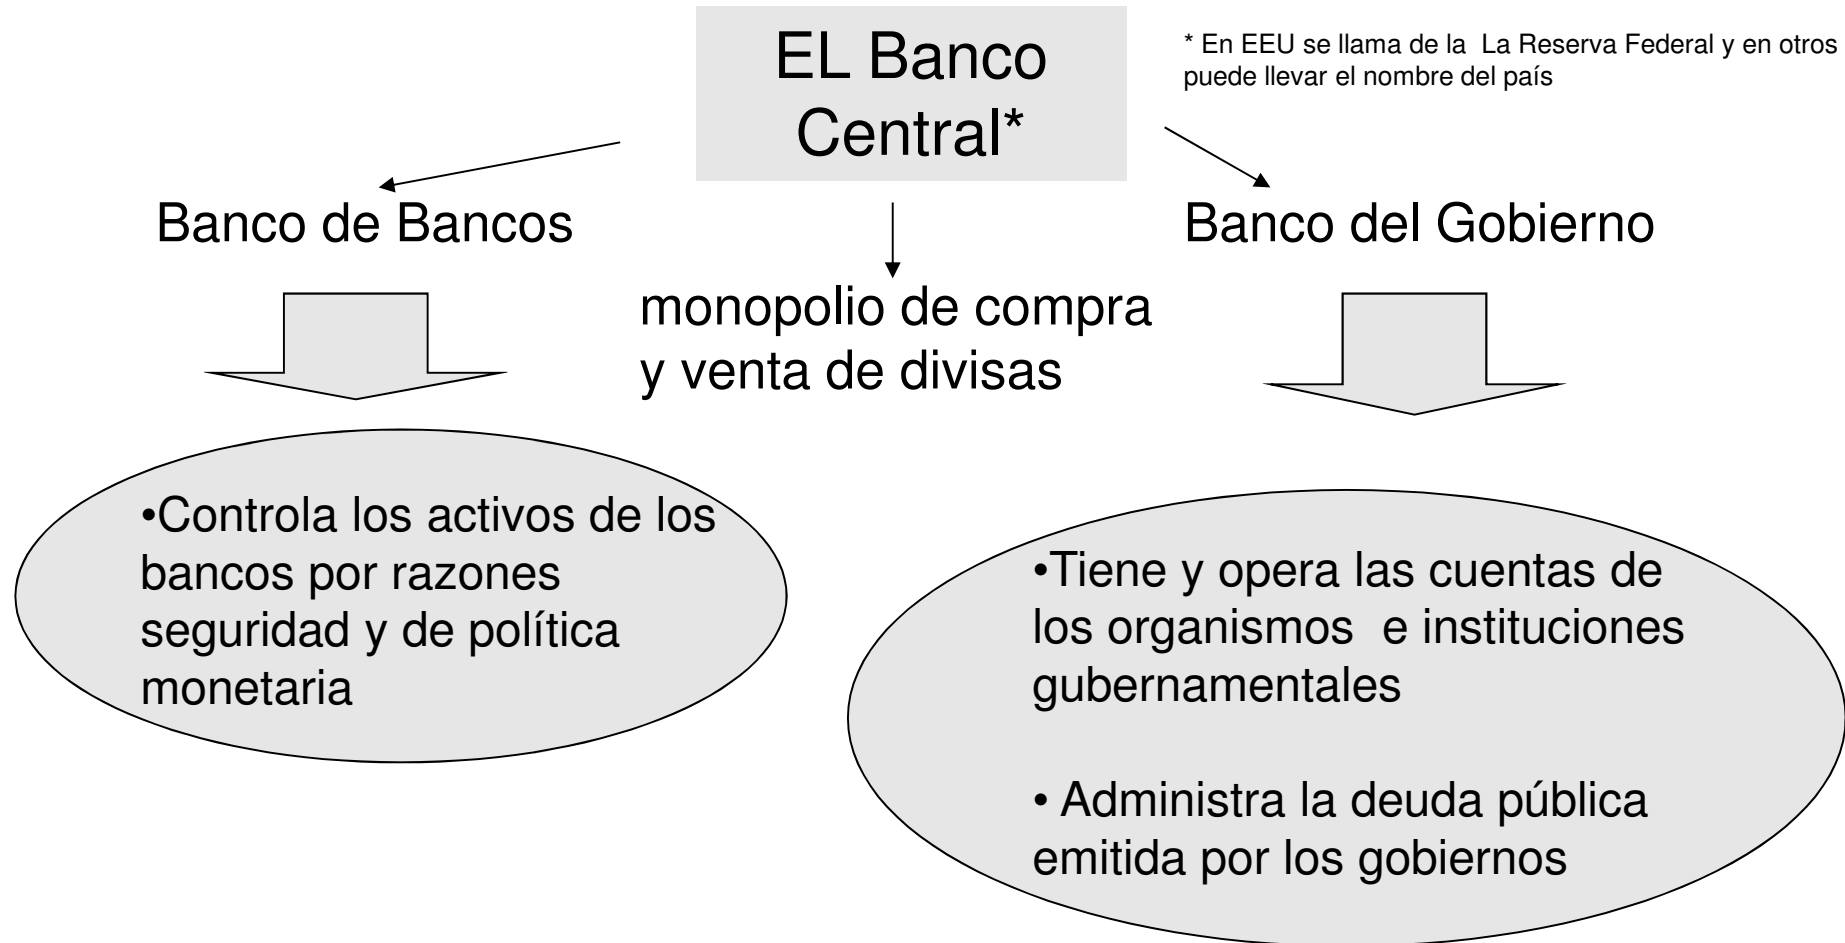 EL Banco
Central*
* En EEU se llama de la  La Reserva Federal y en otros
puede llevar el nombre del país
Banco de Bancos
monopolio de compra
y venta de divisas
Banco del Gobierno
•Controla los activos de los
bancos por razones
seguridad y de política
monetaria
•Tiene y opera las cuentas de
los organismos  e instituciones
gubernamentales
• Administra la deuda pública
emitida por los gobiernos